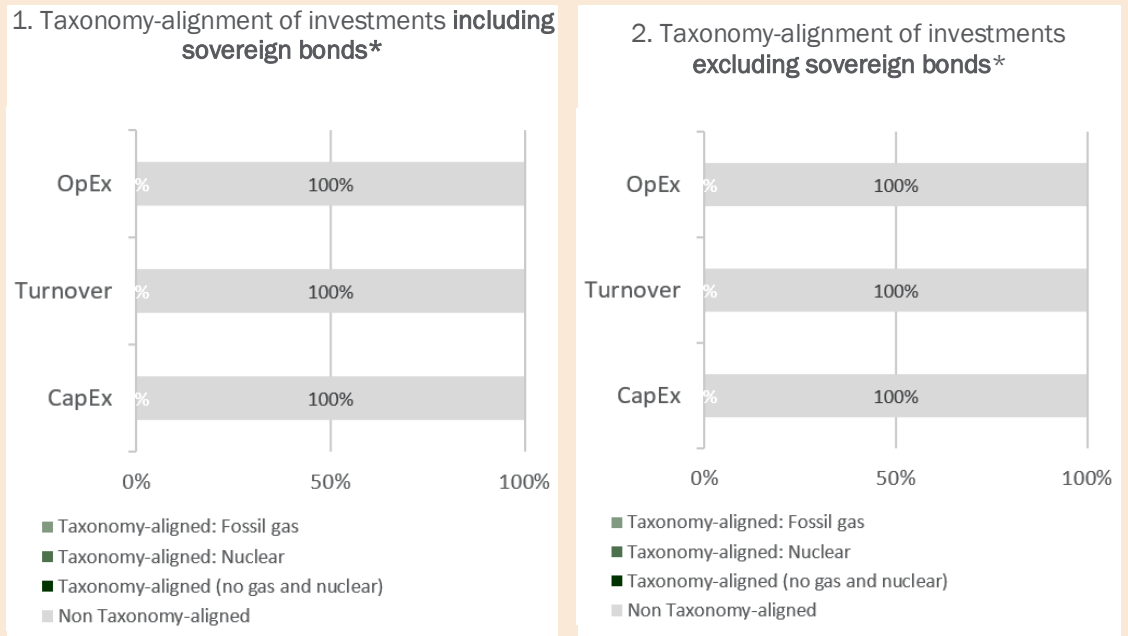 1. Taxonomy-alignment of investments including
sovereign bonds*
OpEx
%
100%
Turnover
%
100%
CapEx
%
100%
0%
50%
100%
Taxonomy-aligned: Fossil gas
Taxonomy-aligned: Nuclear
Taxonomy-aligned (no gas and nuclear)
Non Taxonomy-aligned
2. Taxonomy-alignment of investments
excluding sovereign bonds*
OpEx
%
100%
Turnover
%
100%
CapEx
%
100%
0%
50%
100%
Taxonomy-aligned: Fossil gas
Taxonomy-aligned: Nuclear
Taxonomy-aligned (no gas and nuclear)
Non Taxonomy-aligned